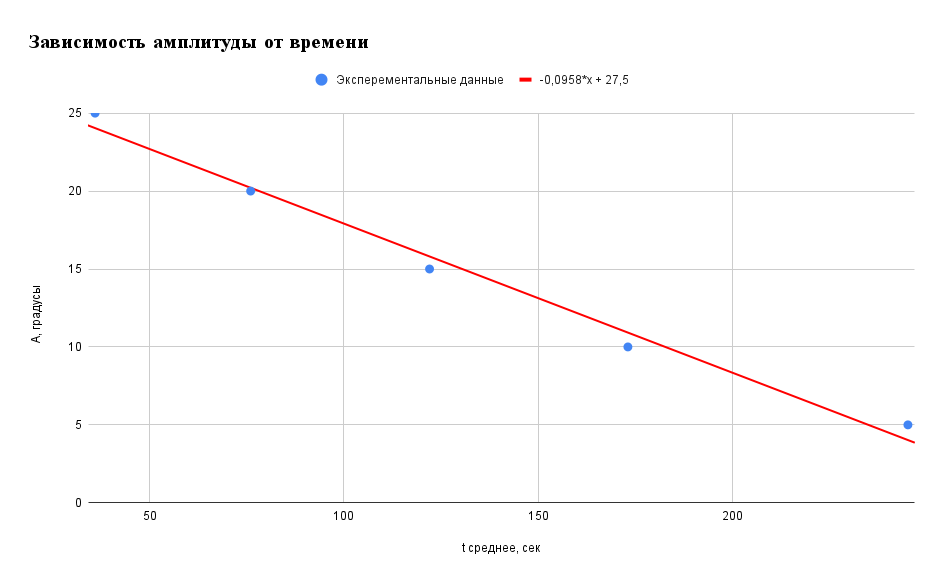 Зависимость амплитуды от времени
Эксперементальные данные
-0,0958*x + 27,5
25
20
15
10
5
0
A, градусы
50
100
150
200
t среднее, сек